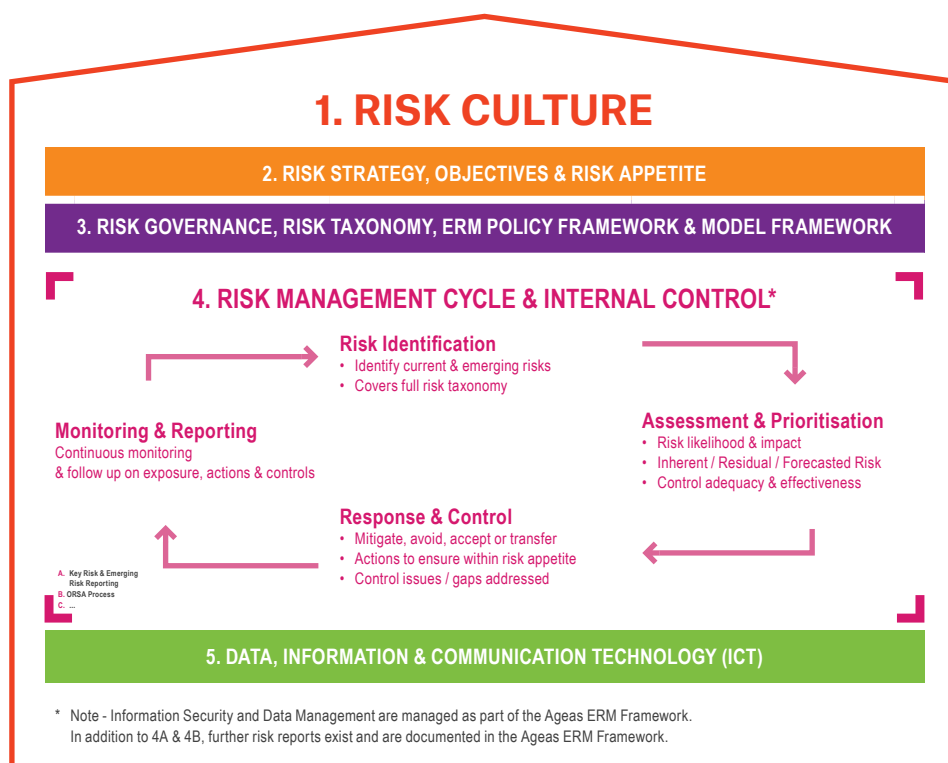 1. RISK CULTURE
2. RISK STRATEGY, OBJECTIVES & RISK APPETITE
3. RISK GOVERNANCE, RISK TAXONOMY, ERM POLICY FRAMEWORK & MODEL FRAMEWORK
4. RISK MANAGEMENT CYCLE & INTERNAL CONTROL*
Risk Identification
• Identify current & emerging risks
• Covers full risk taxonomy
Assessment & Prioritisation
• Risk likelihood & impact
• Inherent / Residual / Forecasted Risk
• Control adequacy & effectiveness
Response & Control
• Mitigate, avoid, accept or transfer
• Actions to ensure within risk appetite
• Control issues / gaps addressed
Monitoring & Reporting
Continuous monitoring
& follow up on exposure, actions & controls
A. Key Risk & Emerging
Risk Reporting
B. ORSA Process
C. ...
5. DATA, INFORMATION & COMMUNICATION TECHNOLOGY (ICT)
* Note - Information Security and Data Management are managed as part of the Ageas ERM Framework.
In addition to 4A & 4B, further risk reports exist and are documented in the Ageas ERM Framework.